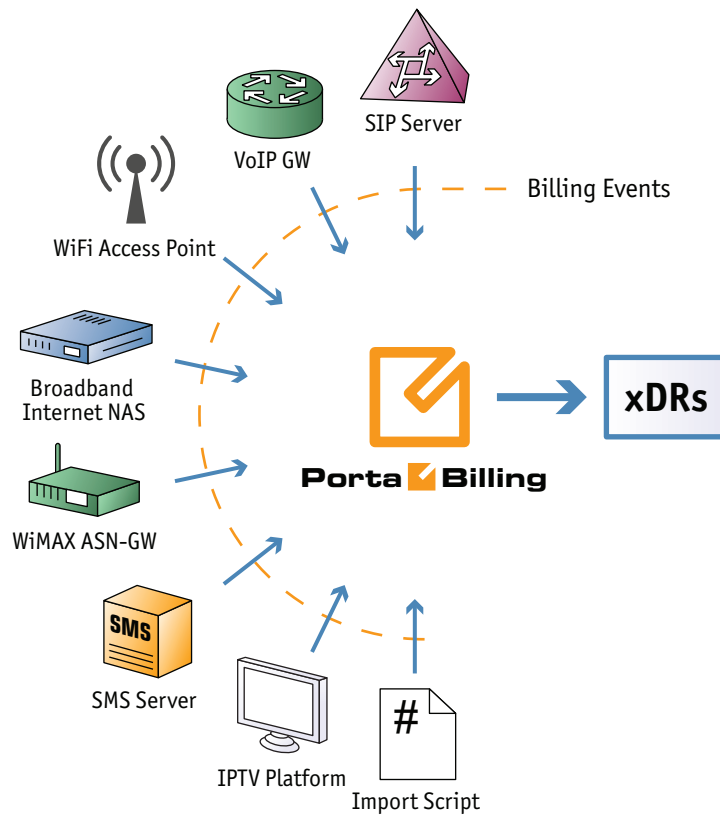 SIP Server
VoIP GW
Billing Events
WiFi Access Point
Broadband
Internet NAS
xDRs
Porta Billing
WiMAX ASN-GW
SMS
SMS Server
#
IPTV Platform
Import Script